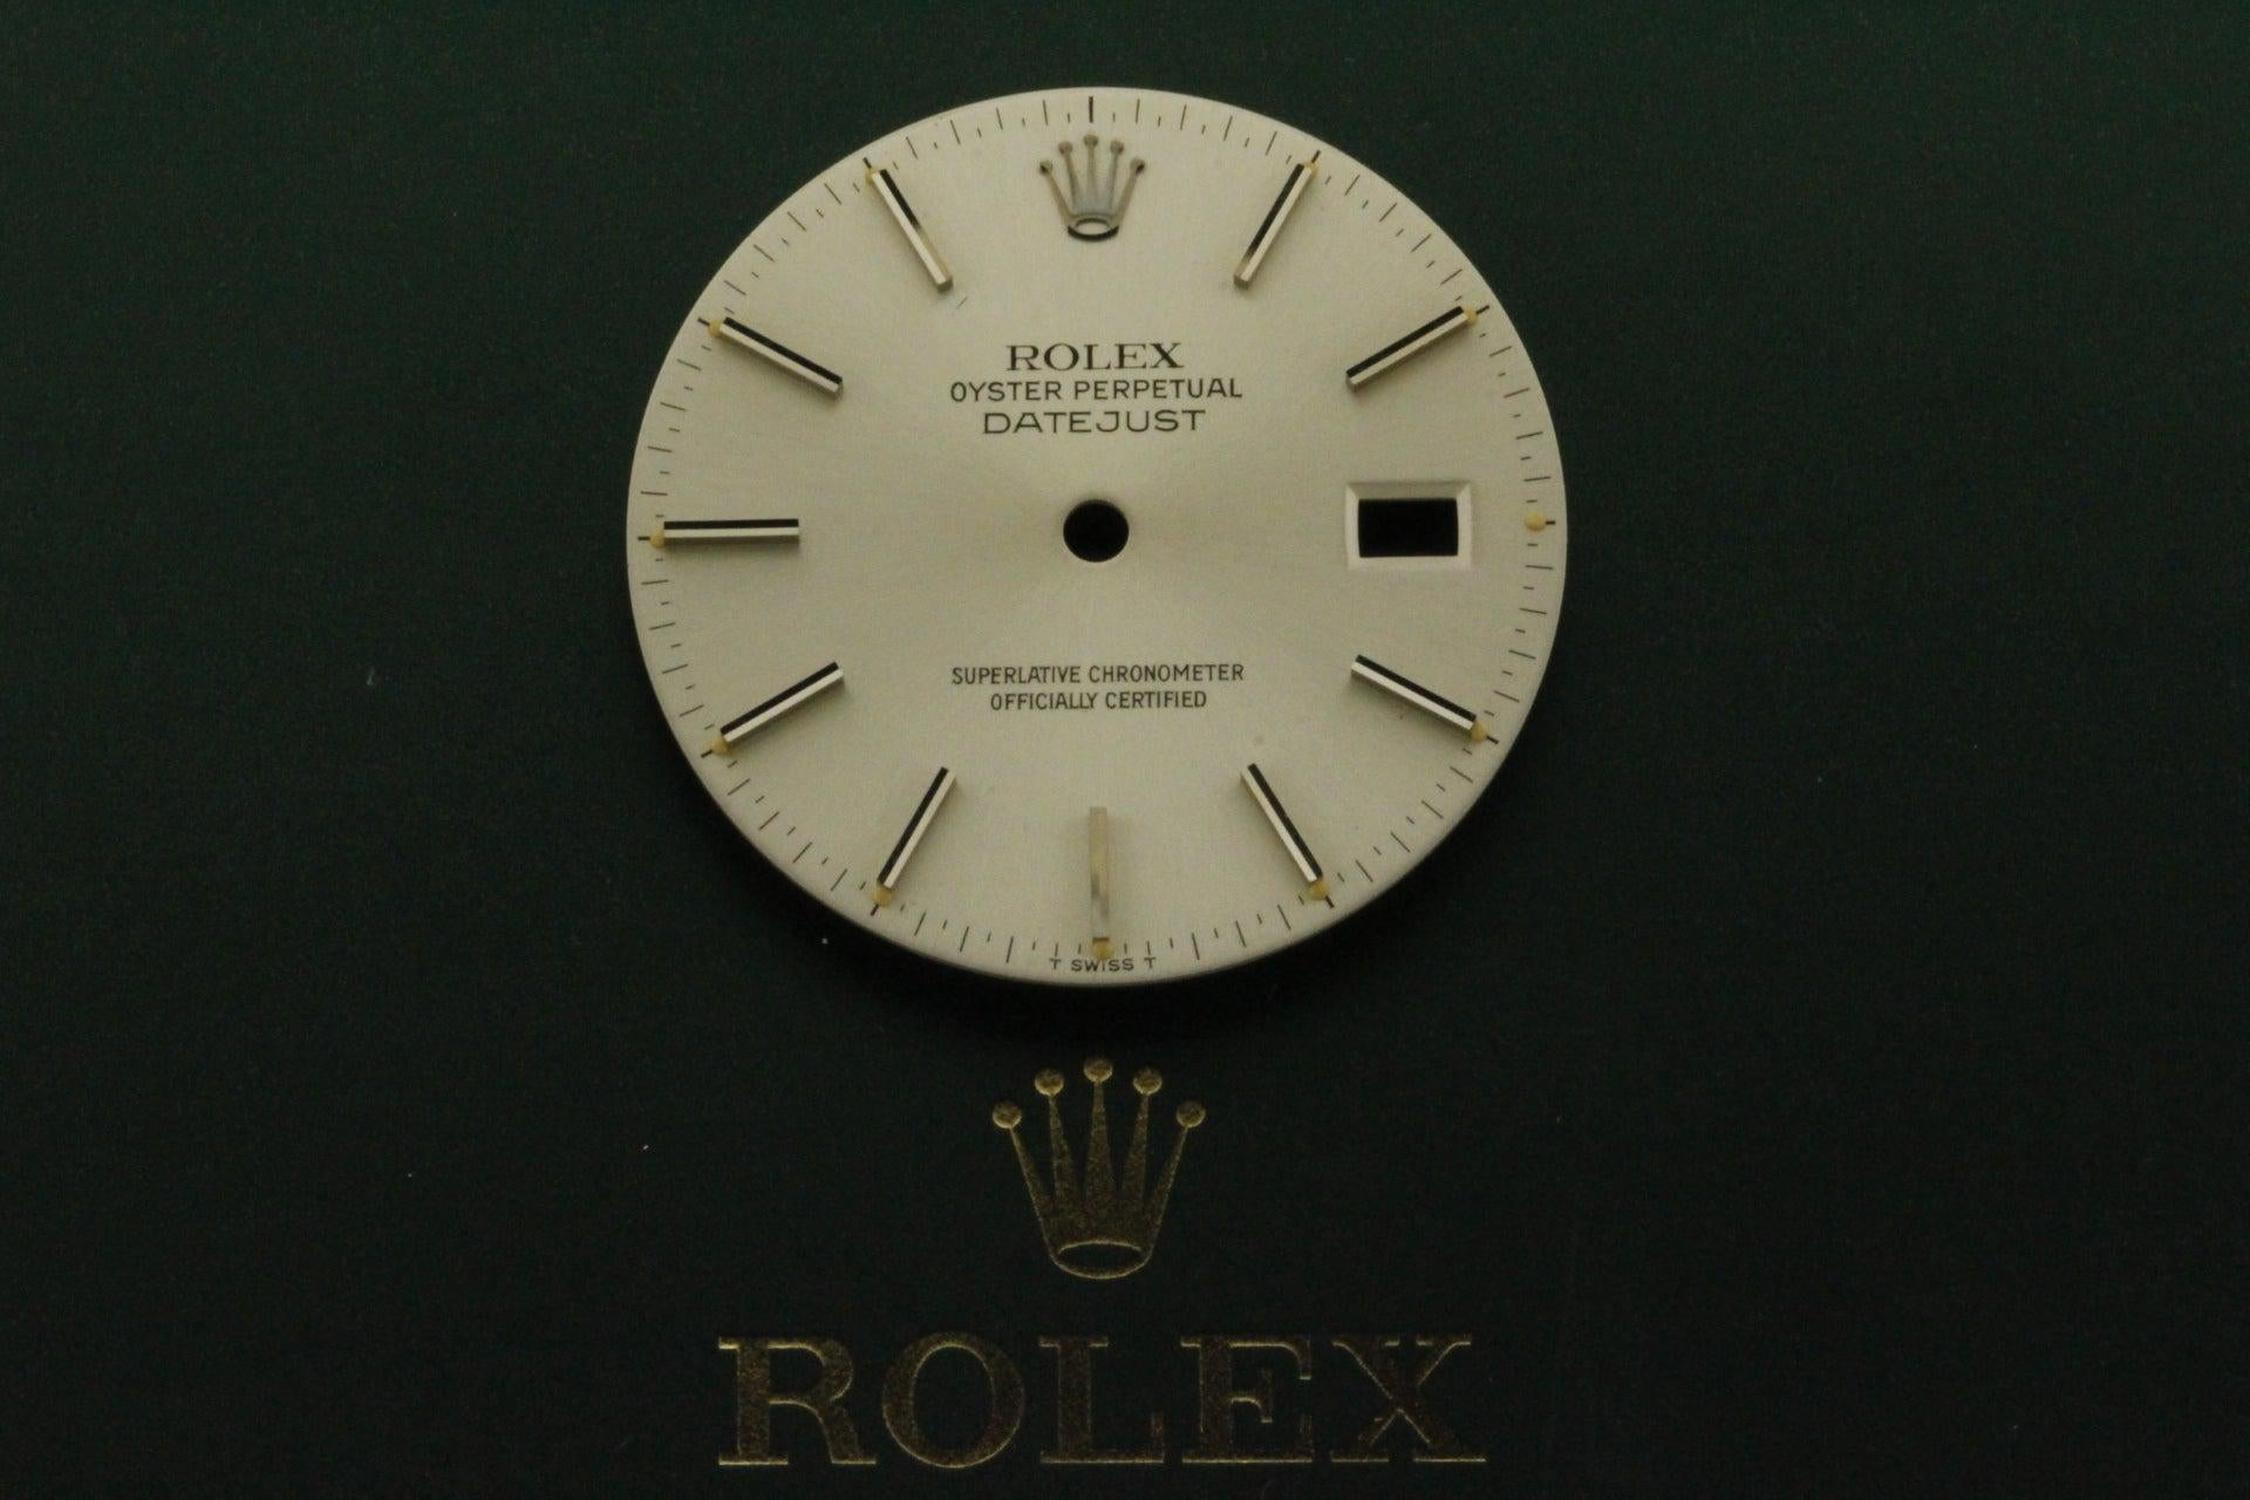 ROLEX
OYSTER PERPETUAL
DATEJUST
SUPERLATIVE CHRONOMETER
OFFICIALLY CERTIFIED
T SWISS T
ROLEX